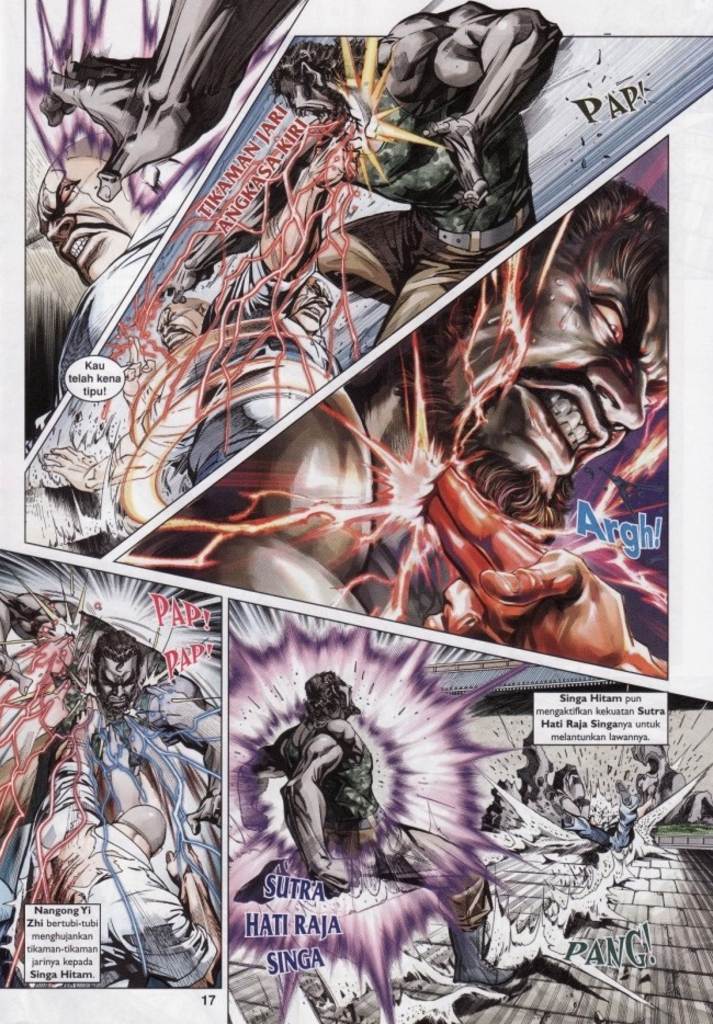 PAP!
TIKAMAN JARI
ANGKASA KIRI
Kau
telah kena
tipu!
Argh!
PAP!
PAP!
Nangong Yi
Zhi bertubi-tubi
menghujankan
tikaman-tikaman
jarinya kepada
Singa Hitam.
Singa Hitam pun
mengaktifkan kekuatan Sutra
Hati Raja Singanya untuk
melantunkan lawannya.
SUTRA
HATI RAJA
SINGA
PANG!
17